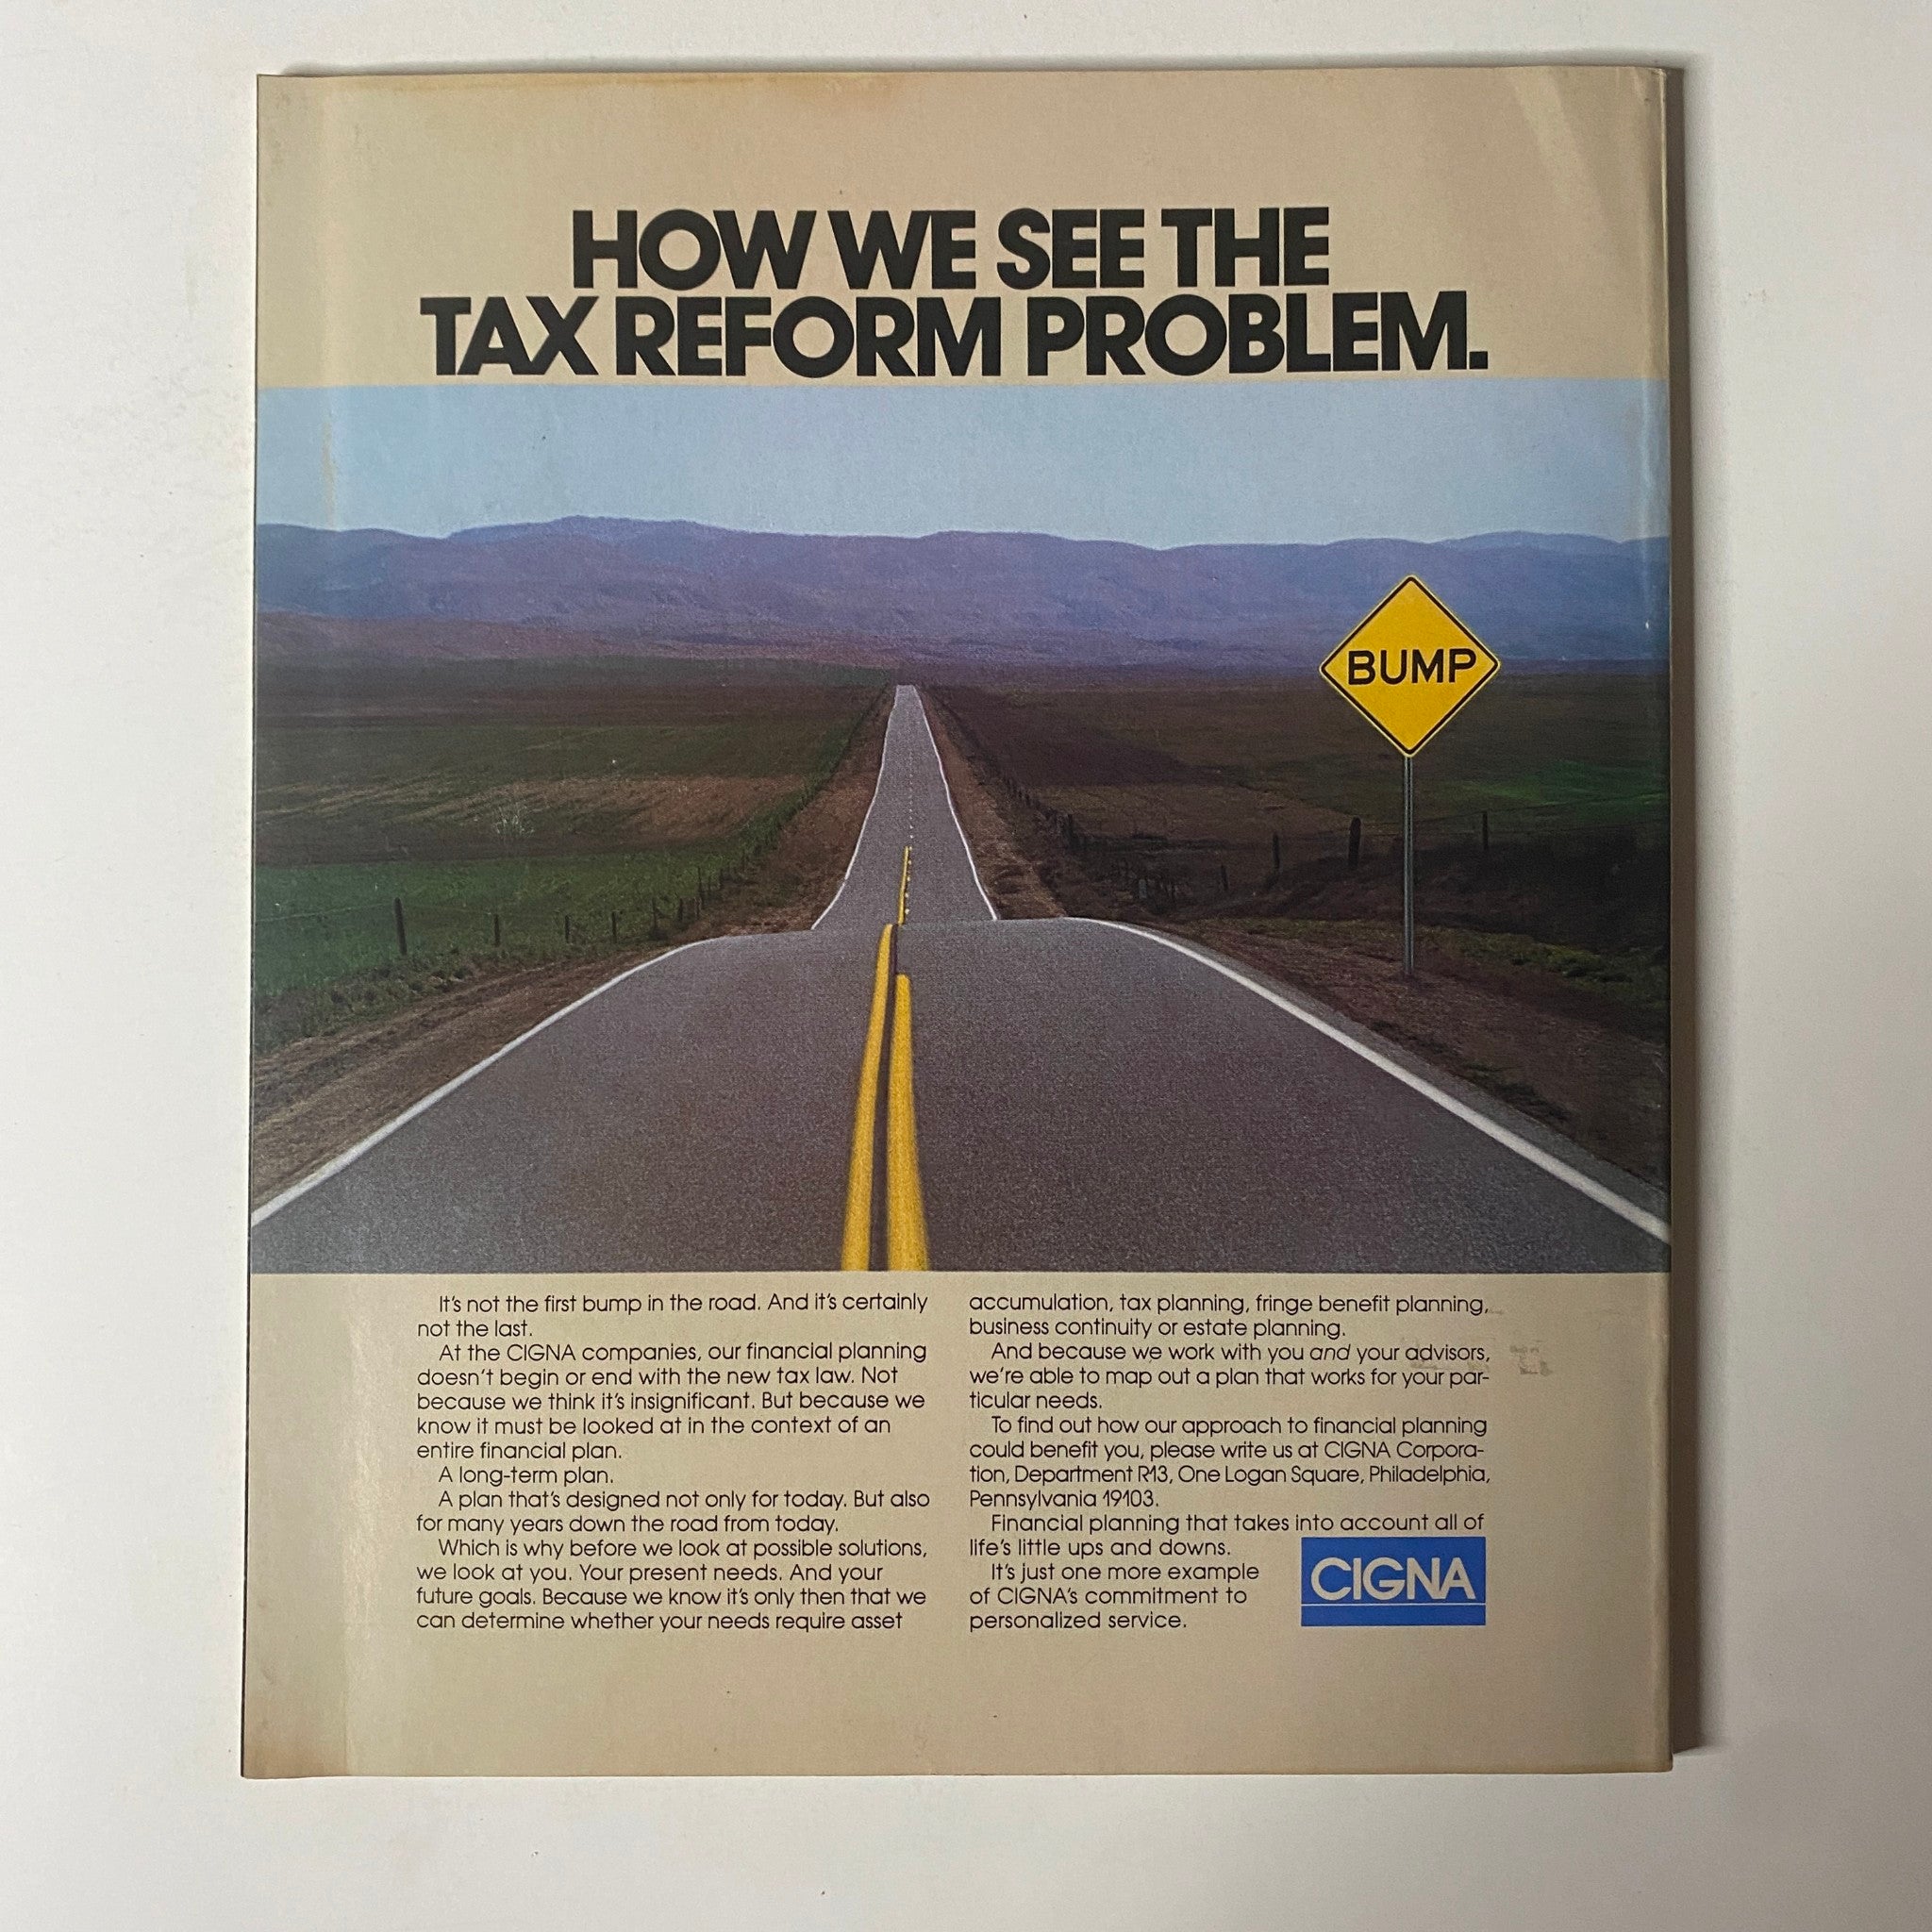 HOW WE SEE THE
TAX REFORM PROBLEM.
BUMP
It's not the first bump in the road. And it's certainly
not the last.
At the CIGNA companies, our financial planning
doesn't begin or end with the new tax law. Not
because we think it's insignificant. But because we
know it must be looked at in the context of an
entire financial plan.
A long-term plan.
A plan that's designed not only for today. But also
for many years down the road from today.
Which is why before we look at possible solutions,
we look at you. Your present needs. And your
future goals. Because we know it's only then that we
can determine whether your needs require asset
accumulation, tax planning, fringe benefit planning,
business continuity or estate planning.
And because we work with you and your advisors,
we're able to map out a plan that works for your par-
ticular needs.
To find out how our approach to financial planning
could benefit you, please write us at CIGNA Corpora-
tion, Department R13, One Logan Square, Philadelphia,
Pennsylvania 19103.
Financial planning that takes into account all of
life's little ups and downs.
It's just one more example
of CIGNA's commitment to
personalized service.
CIGNA